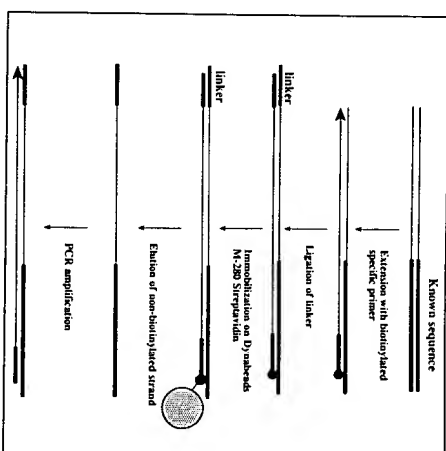 Known sequence
Extension with biotinylated
specific primer
Ligation of linker
linker
Immobilization on Dynabeads
M-280 Streptavidin
linker
Elution of non-biotinylated strand
PCR amplification